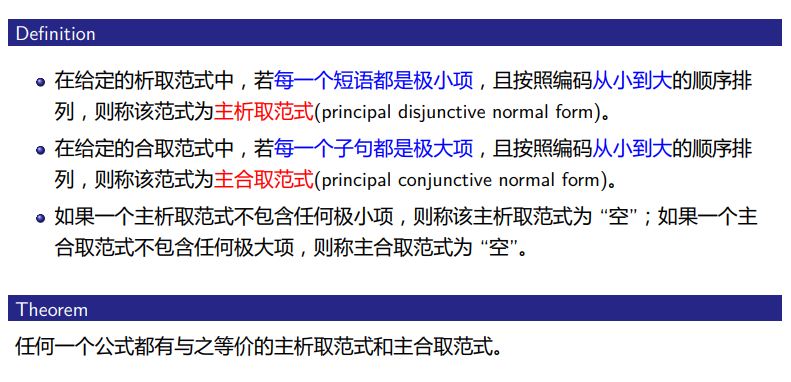 Definition
在给定的析取范式中，若每一个短语都是极小项，且按照编码从小到大的顺序排
列，则称该范式为主析取范式(principal disjunctive normal form)。
在给定的合取范式中，若每一个子句都是极大项，且按照编码从小到大的顺序排
列，则称该范式为主合取范式(principal conjunctive normal form)。
如果一个主析取范式不包含任何极小项，则称该主析取范式为 “空”；如果一个主
合取范式不包含任何极大项，则称主合取范式为 “空”。
Theorem
任何一个公式都有与之等价的主析取范式和主合取范式。